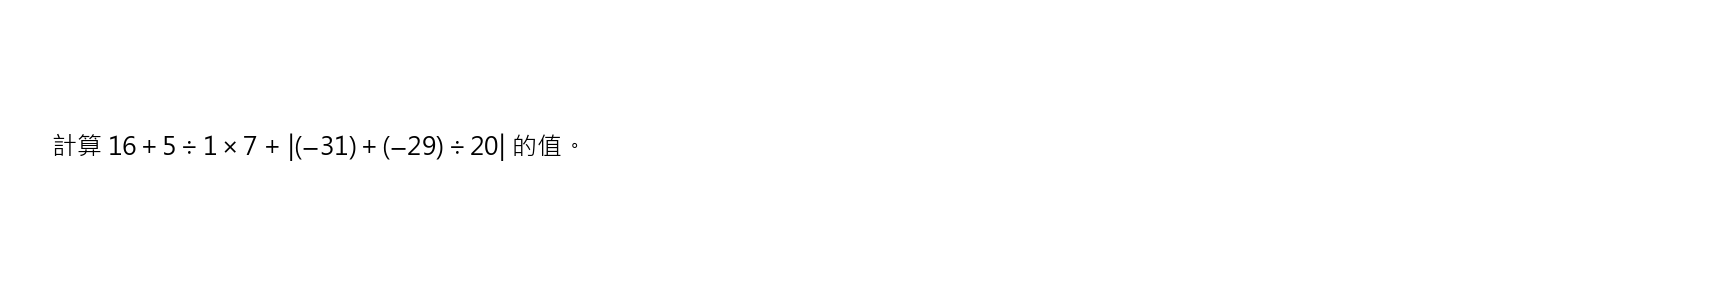 計算 16 + 5 ÷ 1 × 7 + |(−31) + (−29) ÷ 20| 的值。